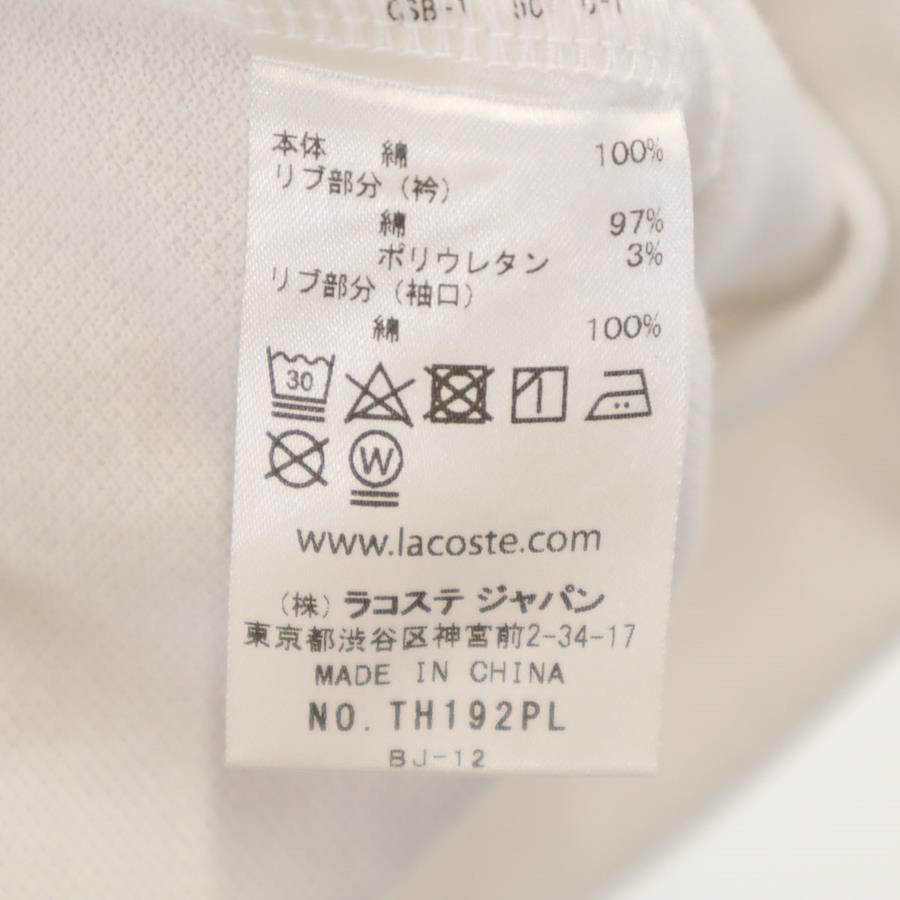 本体 綿 100%
リブ部分（衿）
綿 97%
ポリウレタン 3%
リブ部分（袖口）
綿 100%
30
W
www.lacoste.com
（株）ラコステ ジャパン
東京都渋谷区神宮前2-34-17
MADE IN CHINA
NO. TH192PL
BJ-12